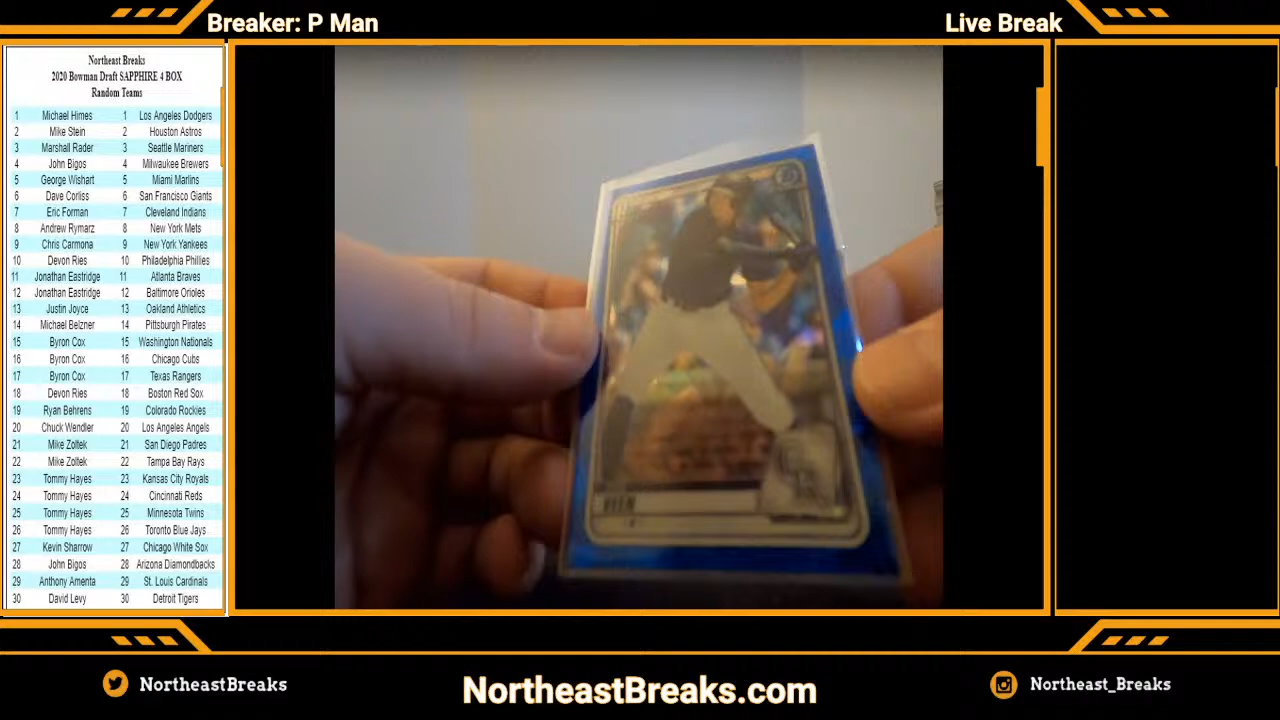 Breaker: P Man
Live Break
Northeast Breaks
2020 Bowman Draft SAPPHIRE 4 BOX
Random Teams
1 Michael Himes 1 Los Angeles Dodgers
2 Mike Stein 2 Houston Astros
3 Marshall Rader 3 Seattle Mariners
4 John Bigos 4 Milwaukee Brewers
5 George Wishart 5 Miami Marlins
6 Dave Corliss 6 San Francisco Giants
7 Eric Forman 7 Cleveland Indians
8 Andrew Rymarz 8 New York Mets
9 Chris Carmona 9 New York Yankees
10 Devon Ries 10 Philadelphia Phillies
11 Jonathan Eastridge 11 Atlanta Braves
12 Jonathan Eastridge 12 Baltimore Orioles
13 Justin Joyce 13 Oakland Athletics
14 Michael Belzner 14 Pittsburgh Pirates
15 Byron Cox 15 Washington Nationals
16 Byron Cox 16 Chicago Cubs
17 Byron Cox 17 Texas Rangers
18 Devon Ries 18 Boston Red Sox
19 Ryan Behrens 19 Colorado Rockies
20 Chuck Wendler 20 Los Angeles Angels
21 Mike Zoltek 21 San Diego Padres
22 Mike Zoltek 22 Tampa Bay Rays
23 Tommy Hayes 23 Kansas City Royals
24 Tommy Hayes 24 Cincinnati Reds
25 Tommy Hayes 25 Minnesota Twins
26 Tommy Hayes 26 Toronto Blue Jays
27 Kevin Sharrow 27 Chicago White Sox
28 John Bigos 28 Arizona Diamondbacks
29 Anthony Amenta 29 St. Louis Cardinals
30 David Levy 30 Detroit Tigers
VEEN
NortheastBreaks
NortheastBreaks.com
Northeast_Breaks